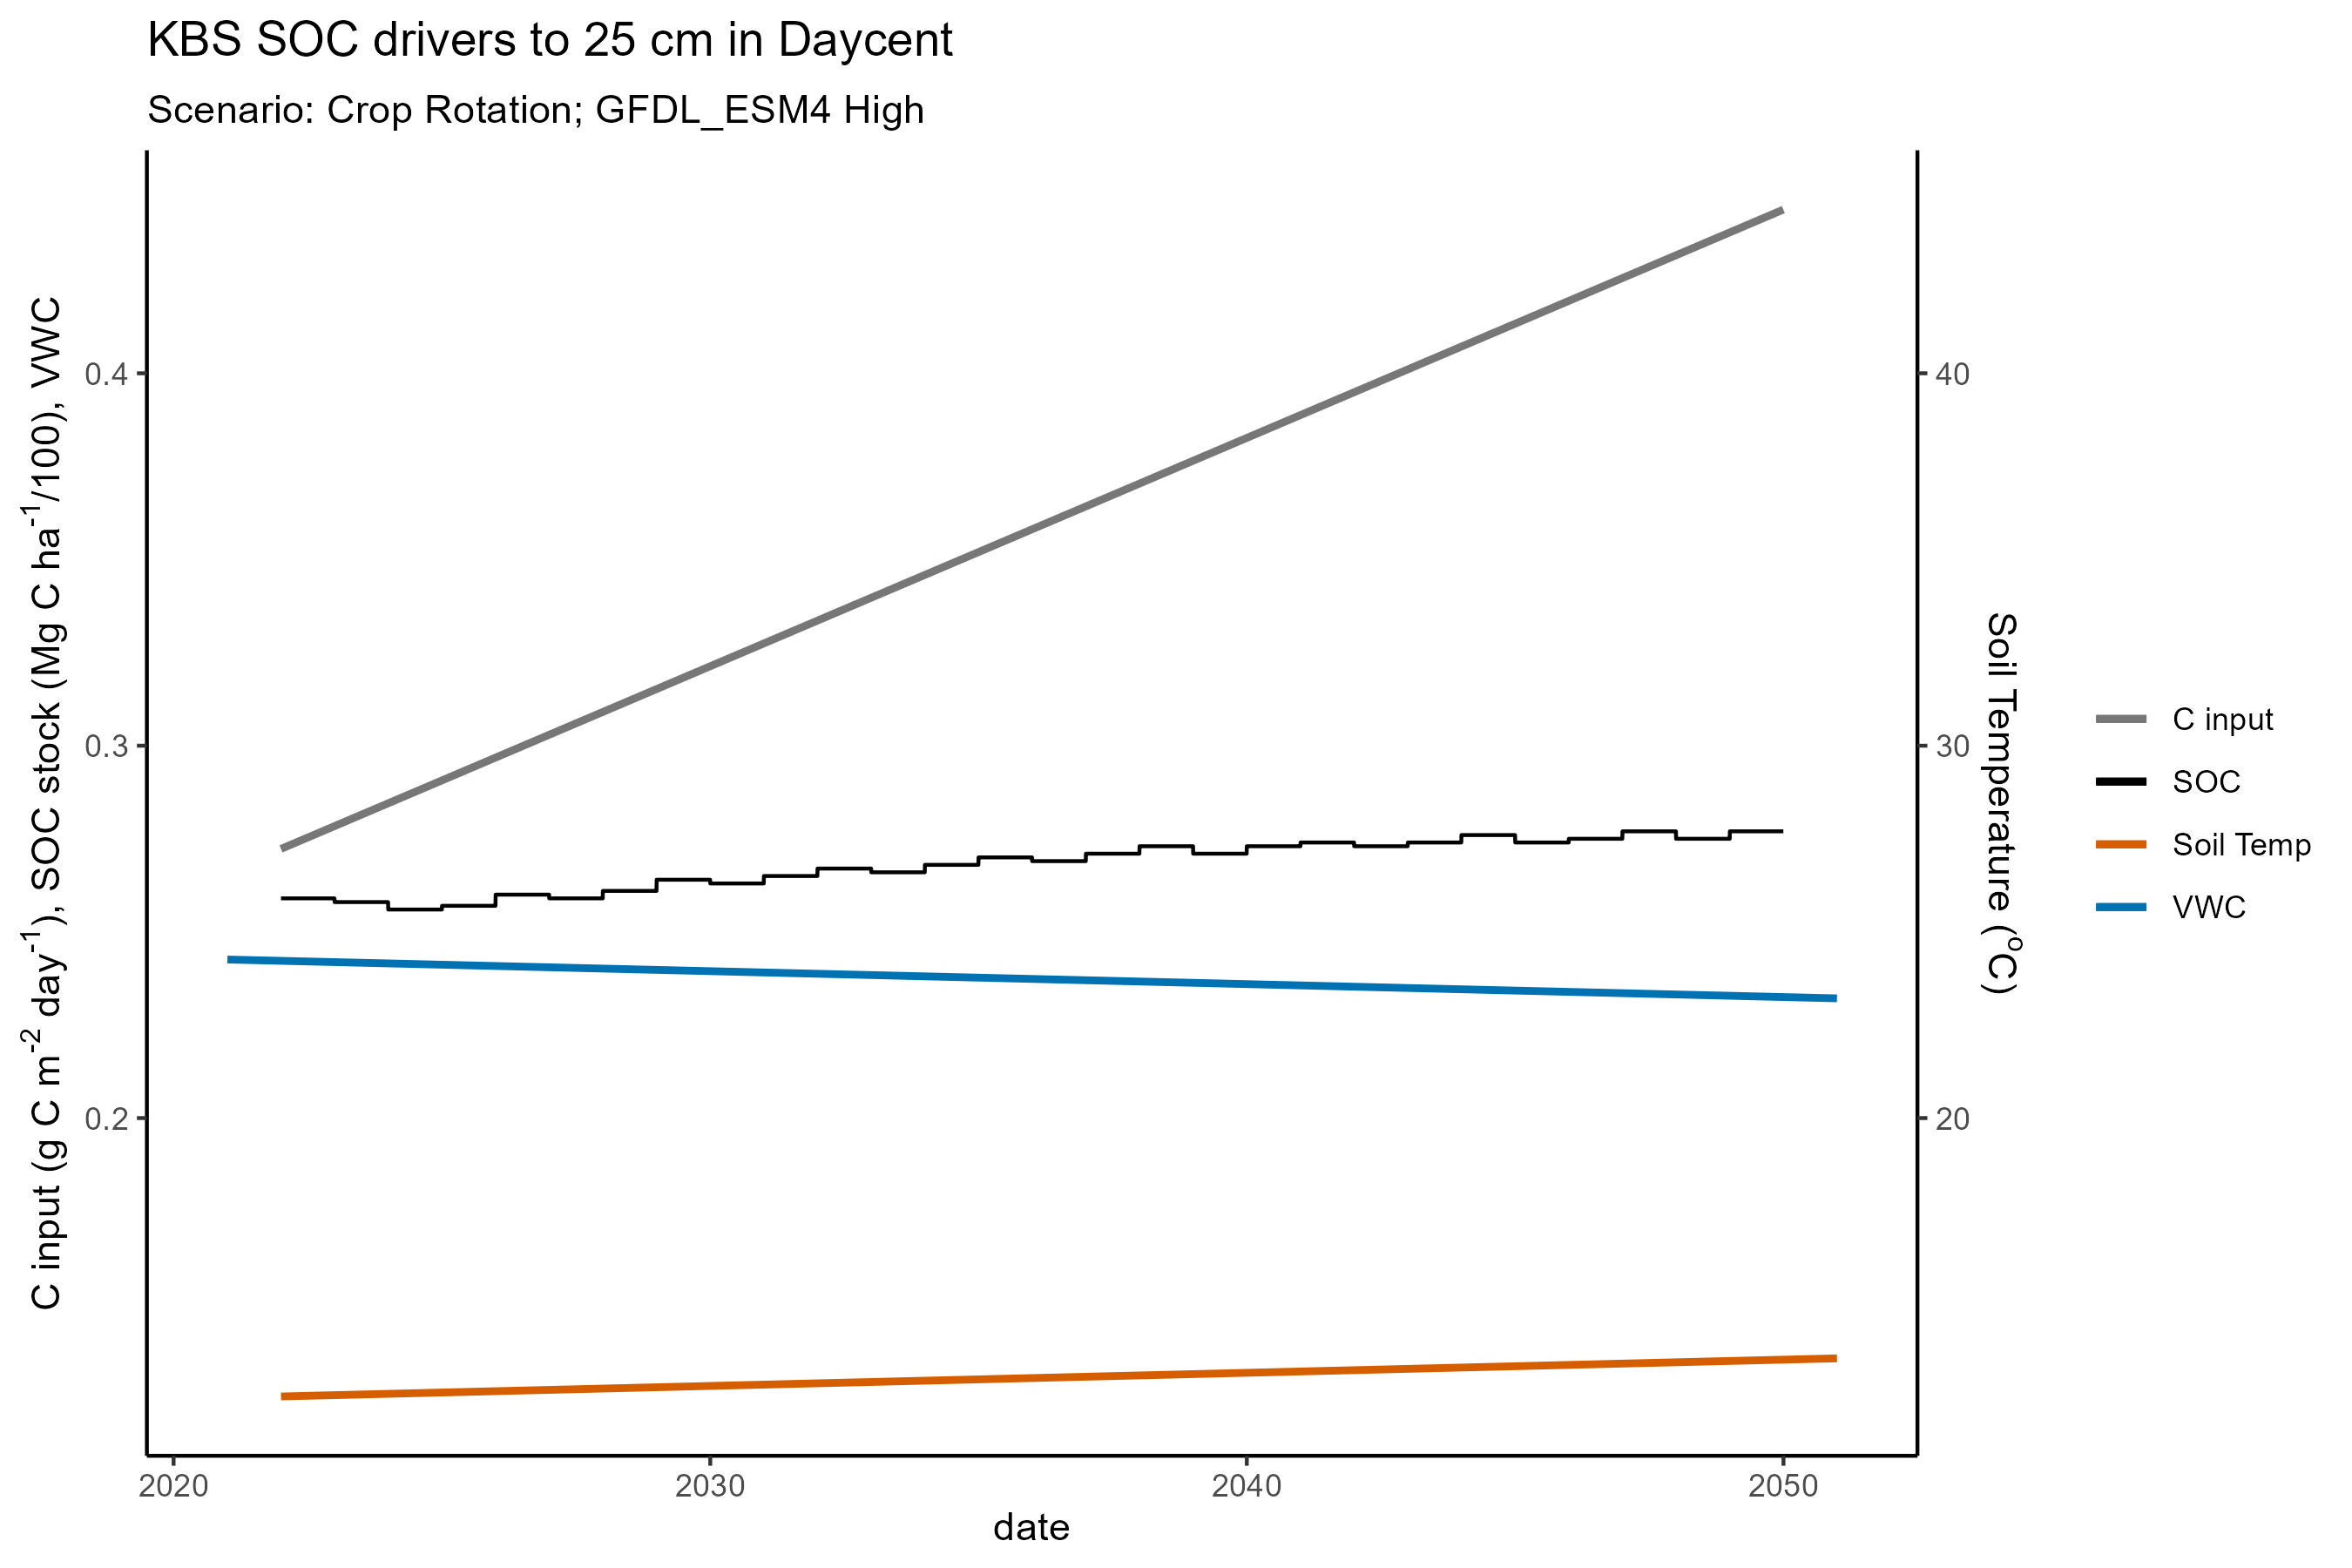 KBS SOC drivers to 25 cm in Daycent
Scenario: Crop Rotation; GFDL_ESM4 High
C input (g C m⁻² day⁻¹), SOC stock (Mg C ha⁻¹/100), VWC
0.4
0.3
0.2
40
30
20
Soil Temperature (°C)
2020
2030
2040
2050
date
C input
SOC
Soil Temp
VWC